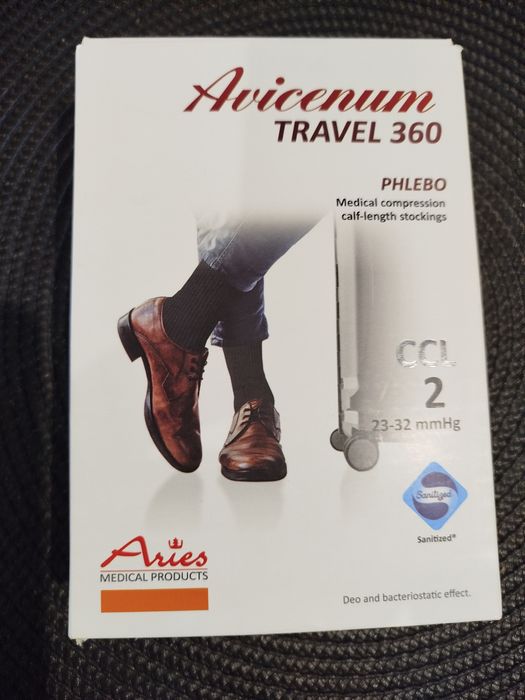 Avicenum
TRAVEL 360
PHLEBO
Medical compression
calf-length stockings
CCL
2
23-32 mmHg
Sanitized
Sanitized®
Aries
MEDICAL PRODUCTS
Deo and bacteriostatic effect.